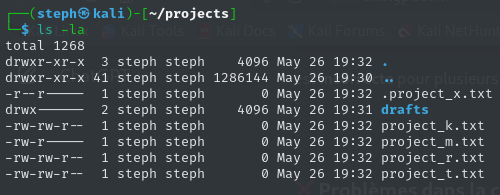 (steph㉿kali)-[~/projects]
$ ls -la
total 1268
drwxr-xr-x  3 steph steph    4096 May 26 19:32 .
drwxr-xr-x 41 steph steph 1286144 May 26 19:30 ..
-r--r-----  1 steph steph       0 May 26 19:32 .project_x.txt
drwx------  2 steph steph    4096 May 26 19:31 drafts
-rw-rw-r--  1 steph steph       0 May 26 19:32 project_k.txt
-rw-r-----  1 steph steph       0 May 26 19:32 project_m.txt
-rw-rw-r--  1 steph steph       0 May 26 19:32 project_r.txt
-rw-rw-r--  1 steph steph       0 May 26 19:32 project_t.txt